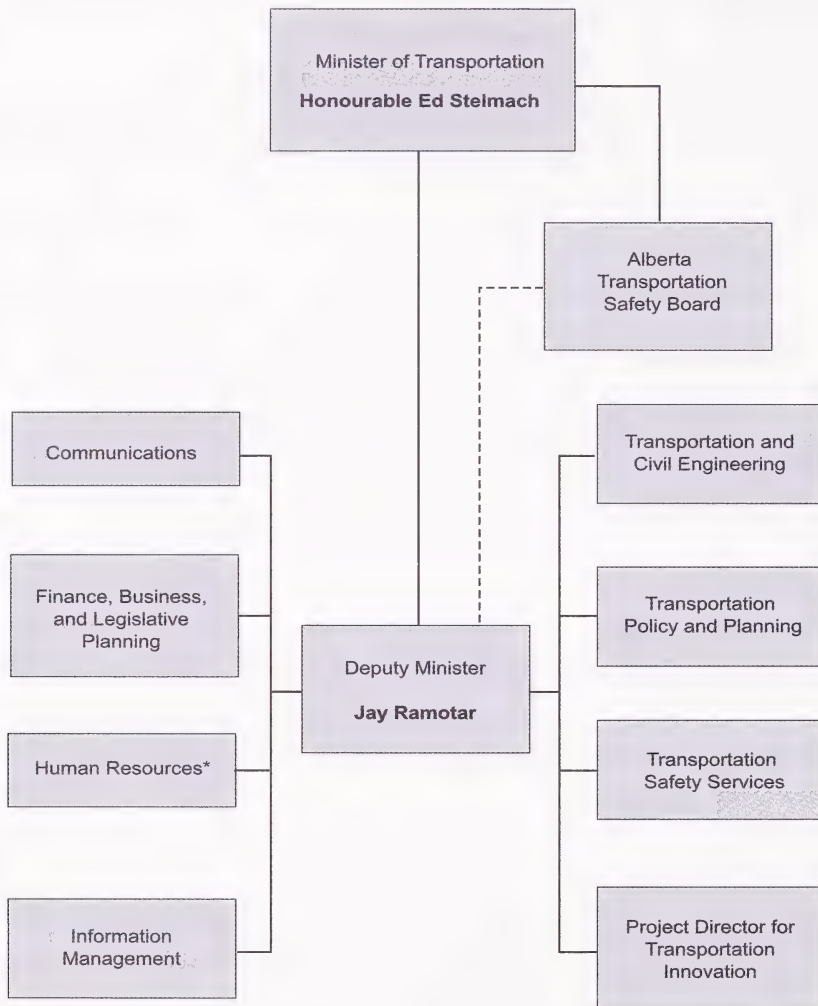 Minister of Transportation
Honourable Ed Stelmach
Alberta
Transportation
Safety Board
Communications
Finance, Business,
and Legislative
Planning
Human Resources*
Information
Management
Deputy Minister
Jay Ramotar
Transportation and
Civil Engineering
Transportation
Policy and Planning
Transportation
Safety Services
Project Director for
Transportation
Innovation